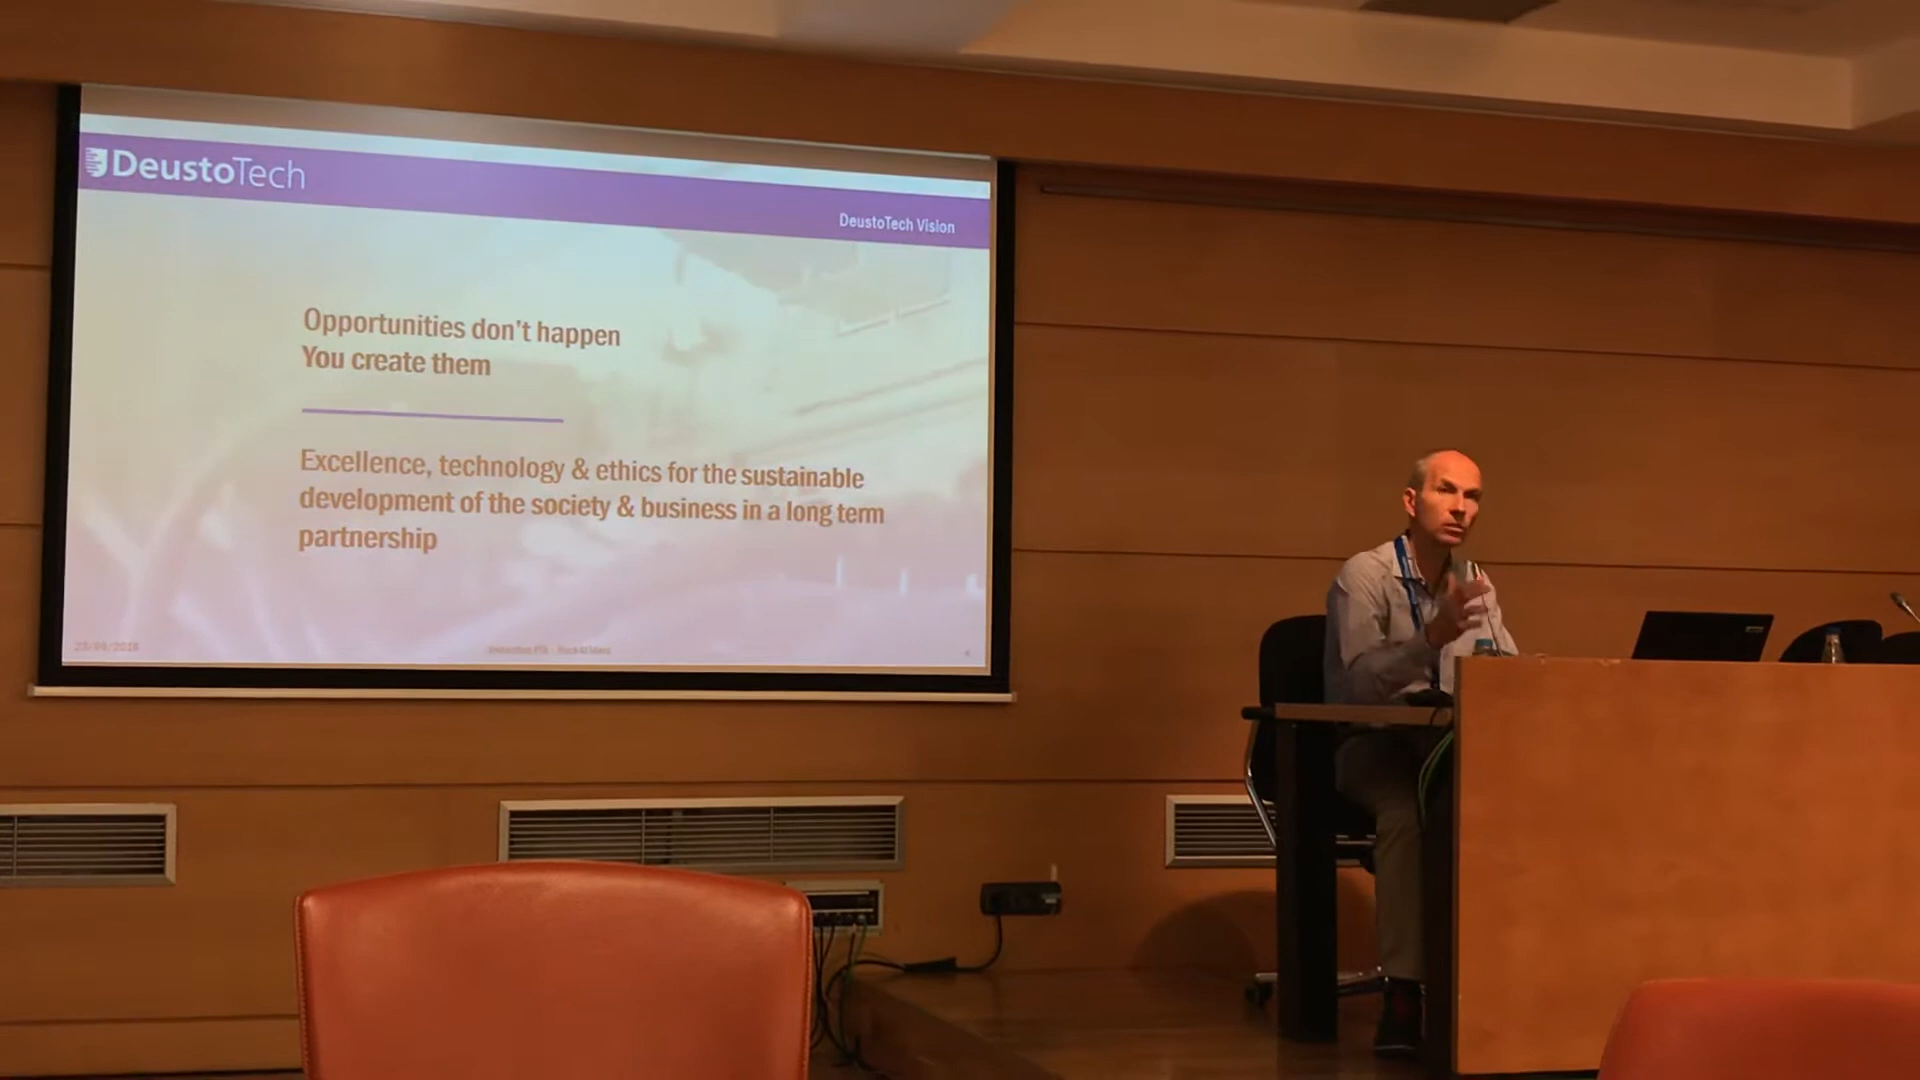 DeustoTech
DeustoTech Vision
Opportunities don't happen
You create them
Excellence, technology & ethics for the sustainable
development of the society & business in a long term
partnership